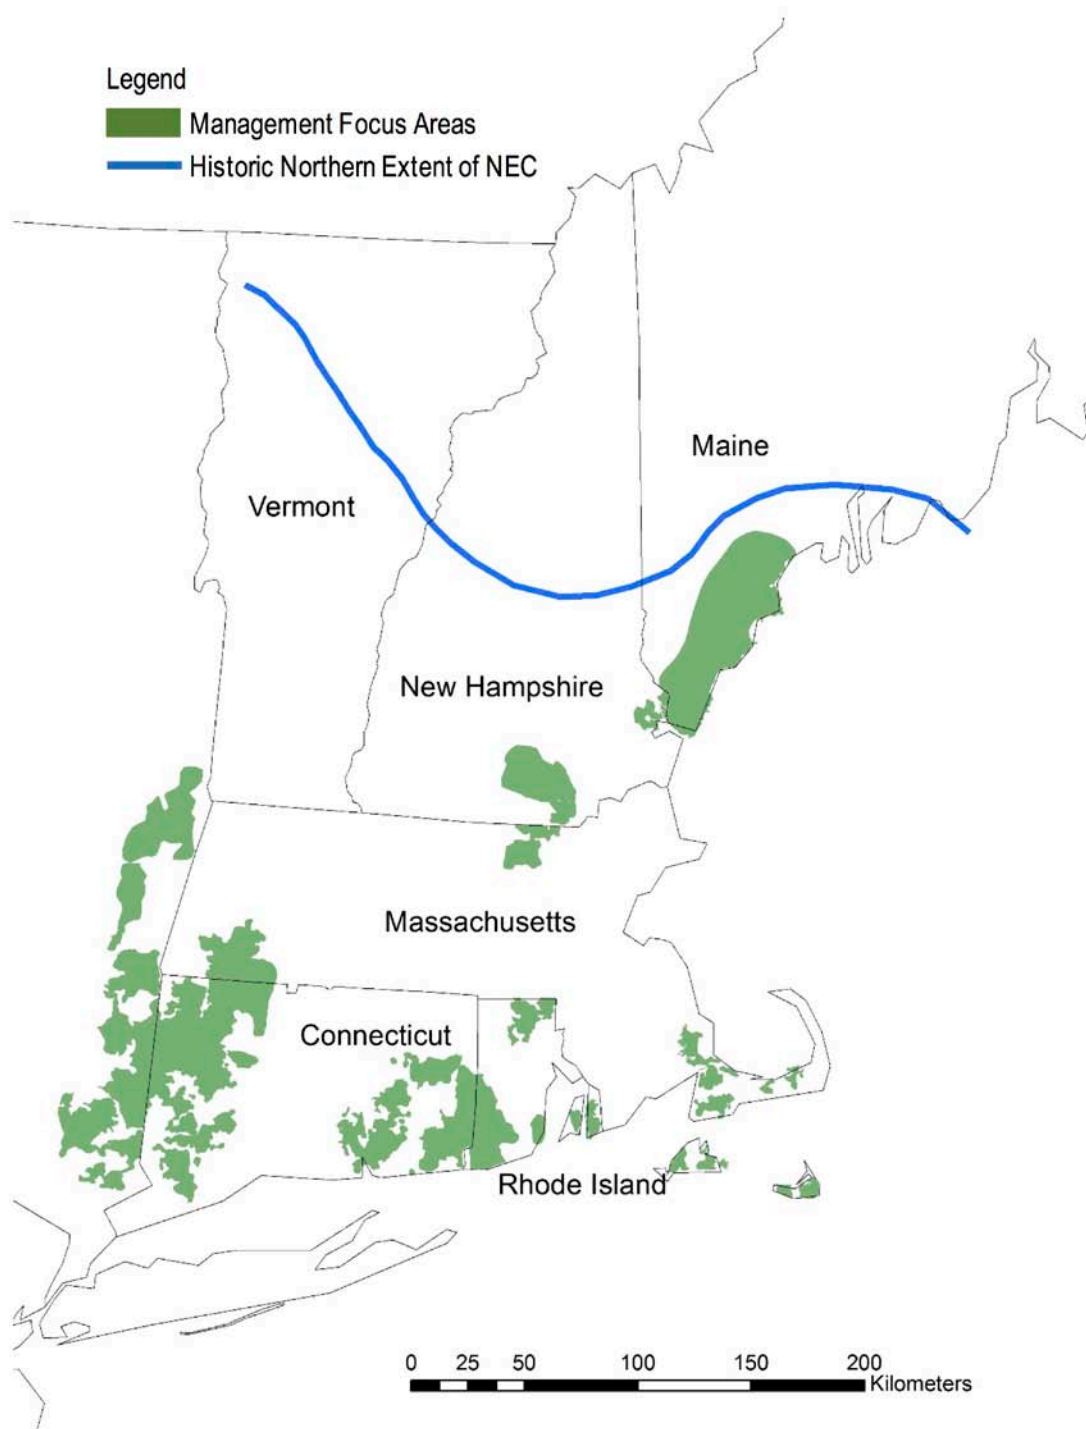 Legend
Management Focus Areas
Historic Northern Extent of NEC
Maine
Vermont
New Hampshire
Massachusetts
Connecticut
Rhode Island
0 25 50 100 150 200
Kilometers